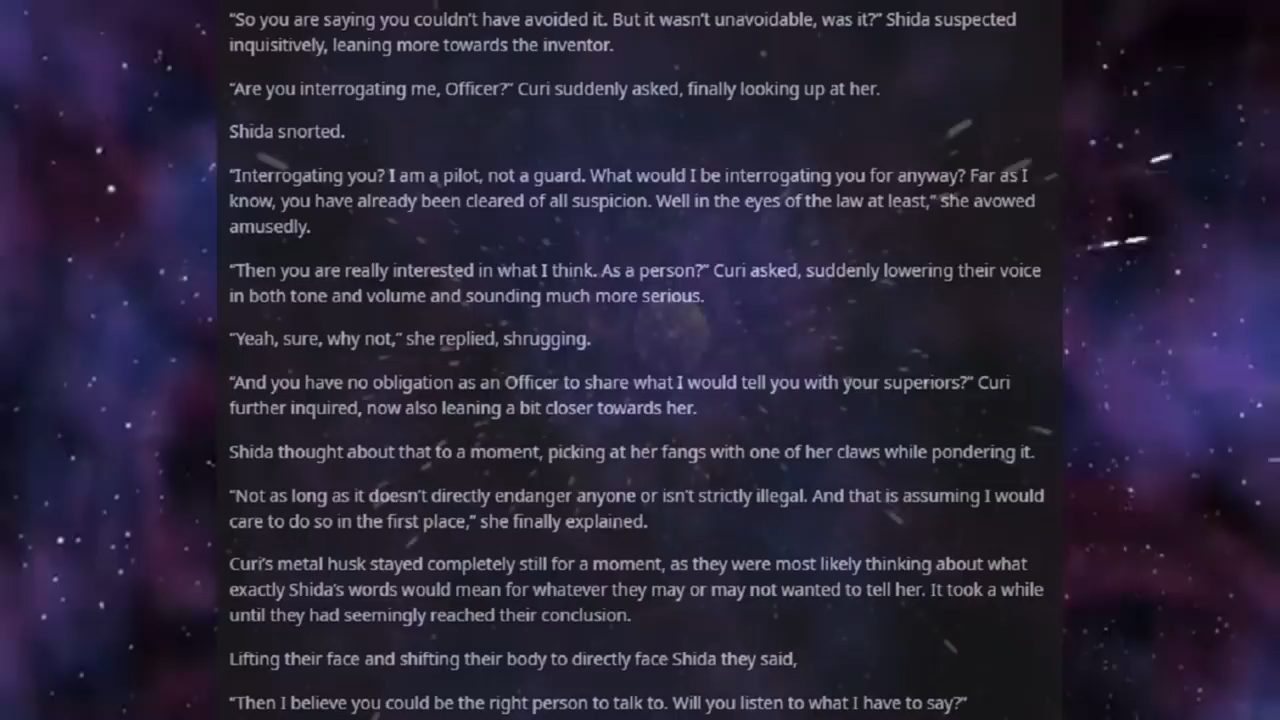 “So you are saying you couldn’t have avoided it. But it wasn’t unavoidable, was it?” Shida suspected
inquisitively, leaning more towards the inventor.
“Are you interrogating me, Officer?” Curi suddenly asked, finally looking up at her.
Shida snorted.
“Interrogating you? I am a pilot, not a guard. What would I be interrogating you for anyway? Far as I
know, you have already been cleared of all suspicion. Well in the eyes of the law at least,” she avowed
amusedly.
“Then you are really interested in what I think. As a person?” Curi asked, suddenly lowering their voice
in both tone and volume and sounding much more serious.
“Yeah, sure, why not,” she replied, shrugging.
“And you have no obligation as an Officer to share what I would tell you with your superiors?” Curi
further inquired, now also leaning a bit closer towards her.
Shida thought about that to a moment, picking at her fangs with one of her claws while pondering it.
“Not as long as it doesn’t directly endanger anyone or isn’t strictly illegal. And that is assuming I would
care to do so in the first place,” she finally explained.
Curi’s metal husk stayed completely still for a moment, as they were most likely thinking about what
exactly Shida’s words would mean for whatever they may or may not wanted to tell her. It took a while
until they had seemingly reached their conclusion.
Lifting their face and shifting their body to directly face Shida they said,
“Then I believe you could be the right person to talk to. Will you listen to what I have to say?”